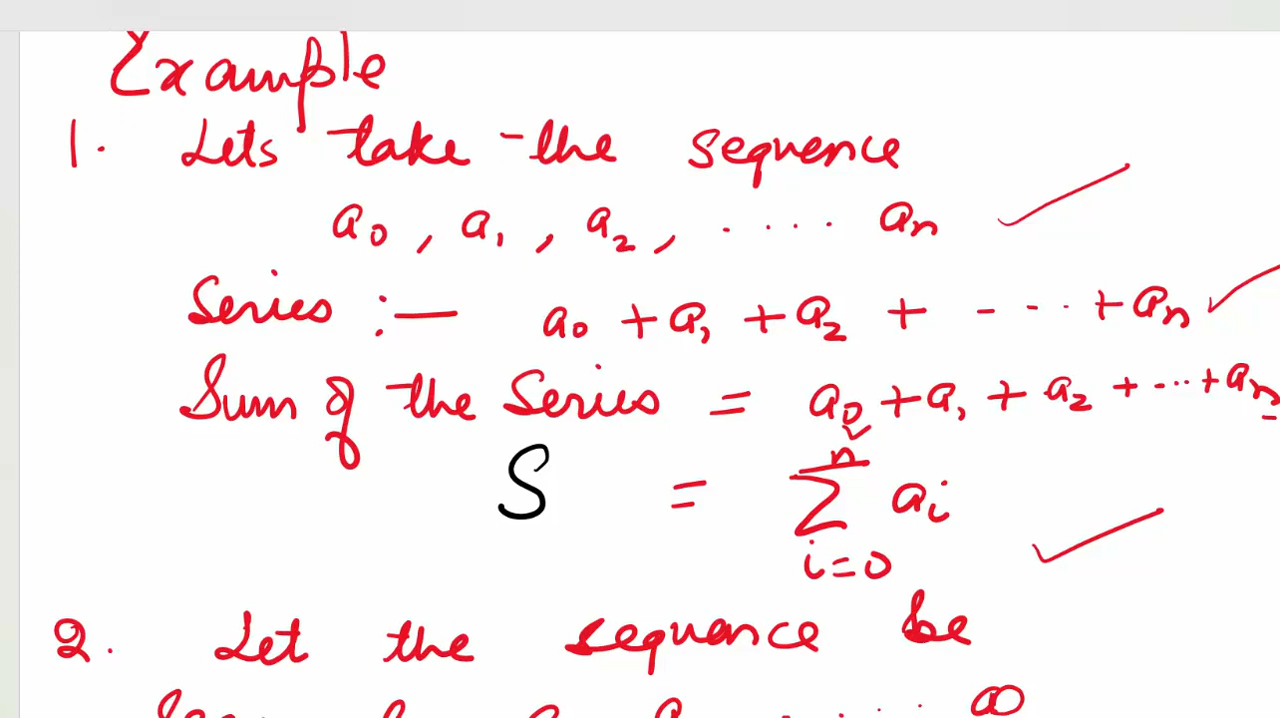 Example
1. Lets take the sequence
a₀, a₁, a₂, ..... aₙ
Series :— a₀ + a₁ + a₂ + - ... + aₙ
Sum of the Series = a₀ + a₁ + a₂ + ... + aₙ
S = n ∑ i=0 aᵢ
2. Let the sequence be
∞